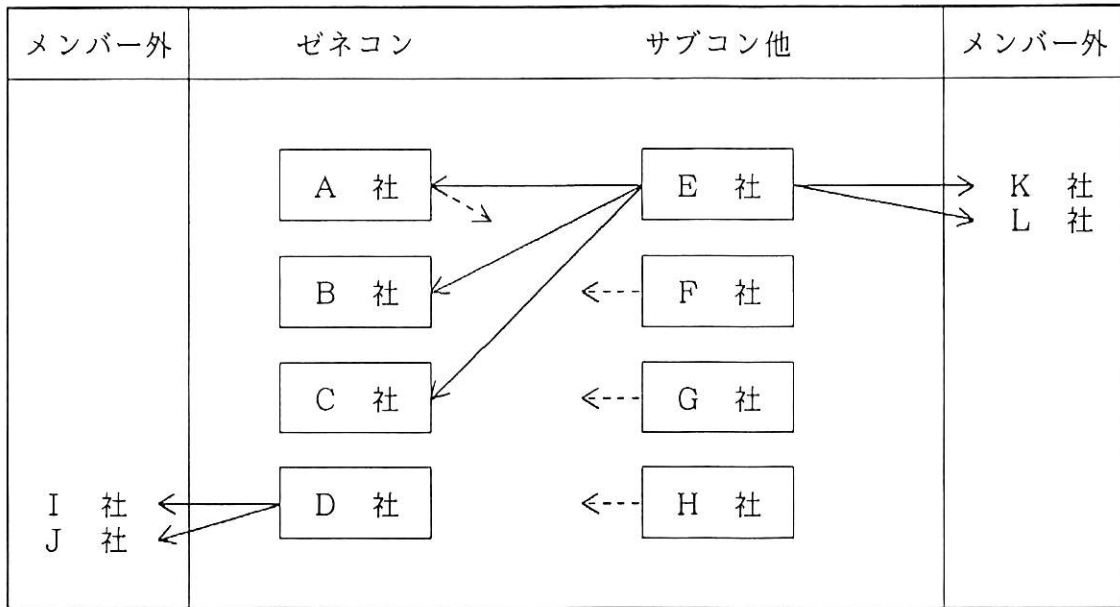 メンバー外 ゼネコン サブコン他 メンバー外
A 社 E 社 K 社
L 社
B 社 F 社
C 社 G 社
I 社 D 社 H 社
J 社